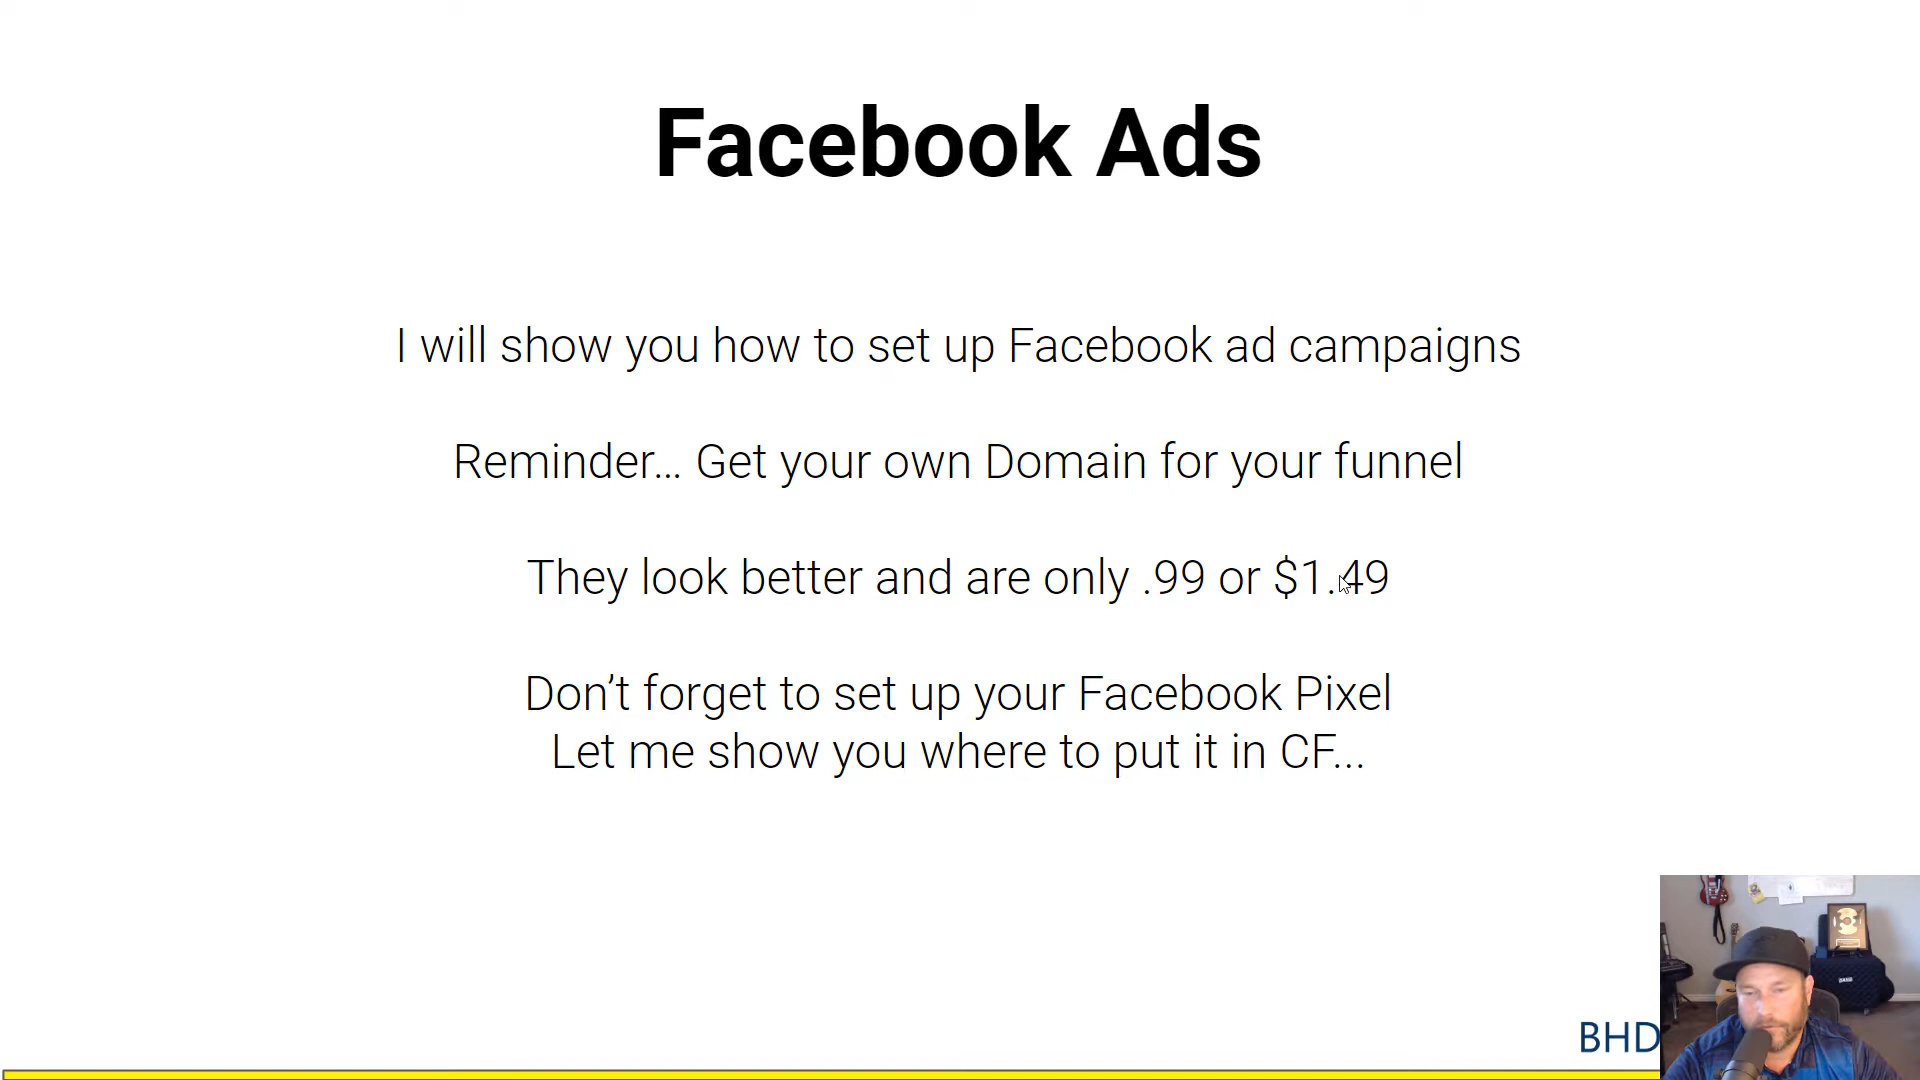 Facebook Ads
I will show you how to set up Facebook ad campaigns
Reminder... Get your own Domain for your funnel
They look better and are only .99 or $1.49
Don’t forget to set up your Facebook Pixel
Let me show you where to put it in CF...
BHD